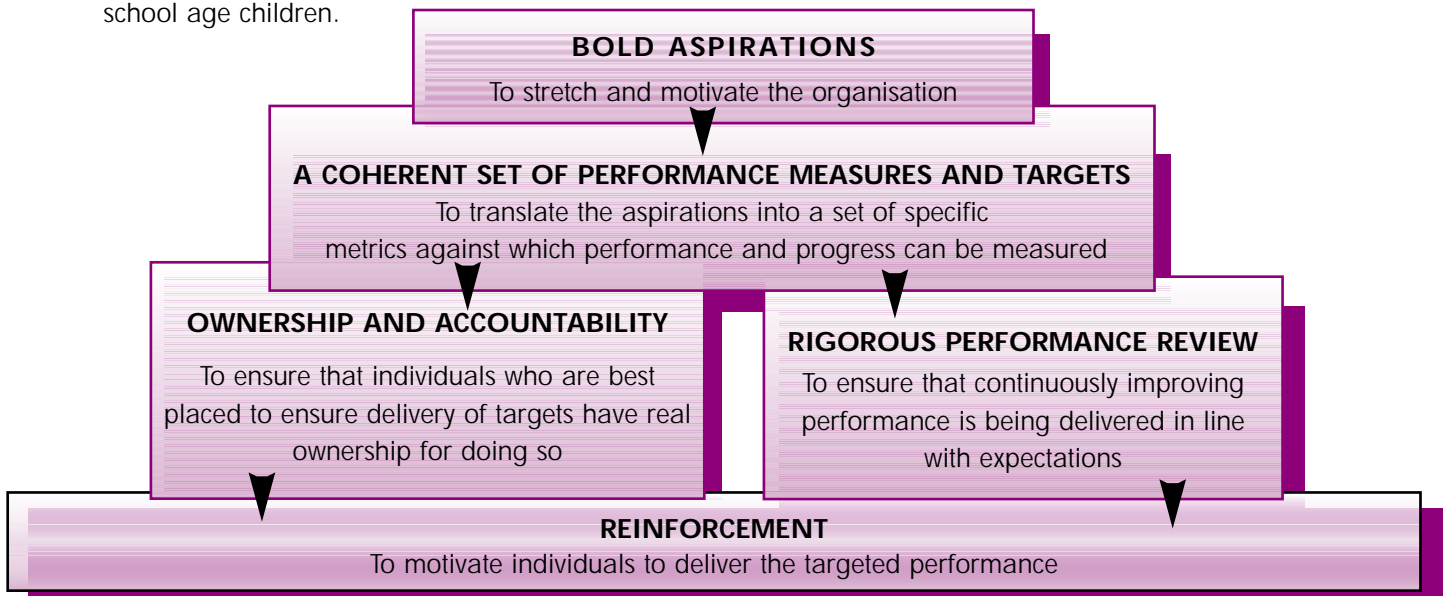 school age children.
BOLD ASPIRATIONS
To stretch and motivate the organisation
A COHERENT SET OF PERFORMANCE MEASURES AND TARGETS
To translate the aspirations into a set of specific
metrics against which performance and progress can be measured
OWNERSHIP AND ACCOUNTABILITY
To ensure that individuals who are best
placed to ensure delivery of targets have real
ownership for doing so
RIGOROUS PERFORMANCE REVIEW
To ensure that continuously improving
performance is being delivered in line
with expectations
REINFORCEMENT
To motivate individuals to deliver the targeted performance